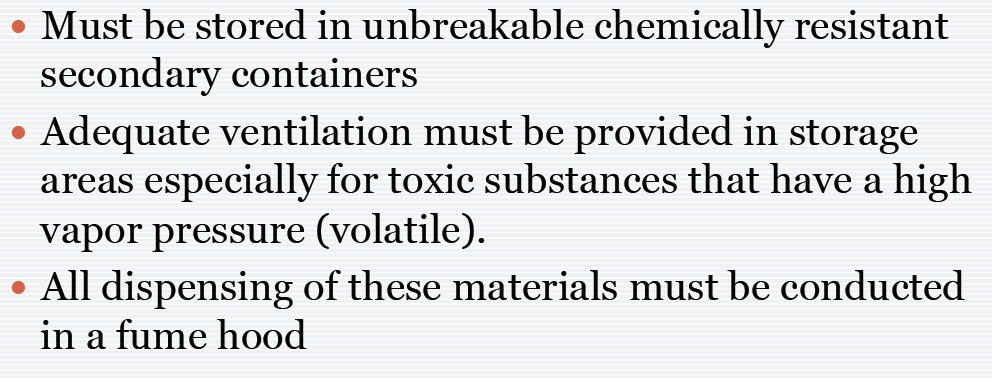 • Must be stored in unbreakable chemically resistant
secondary containers
• Adequate ventilation must be provided in storage
areas especially for toxic substances that have a high
vapor pressure (volatile).
• All dispensing of these materials must be conducted
in a fume hood